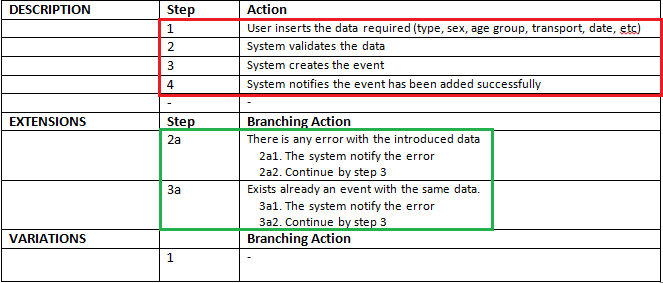 DESCRIPTION Step Action
1 User inserts the data required (type, sex, age group, transport, date, etc)
2 System validates the data
3 System creates the event
4 System notifies the event has been added successfully
- -
EXTENSIONS Step Branching Action
2a There is any error with the introduced data
2a1. The system notify the error
2a2. Continue by step 3
3a Exists already an event with the same data.
3a1. The system notify the error
3a2. Continue by step 3
VARIATIONS Branching Action
1 -